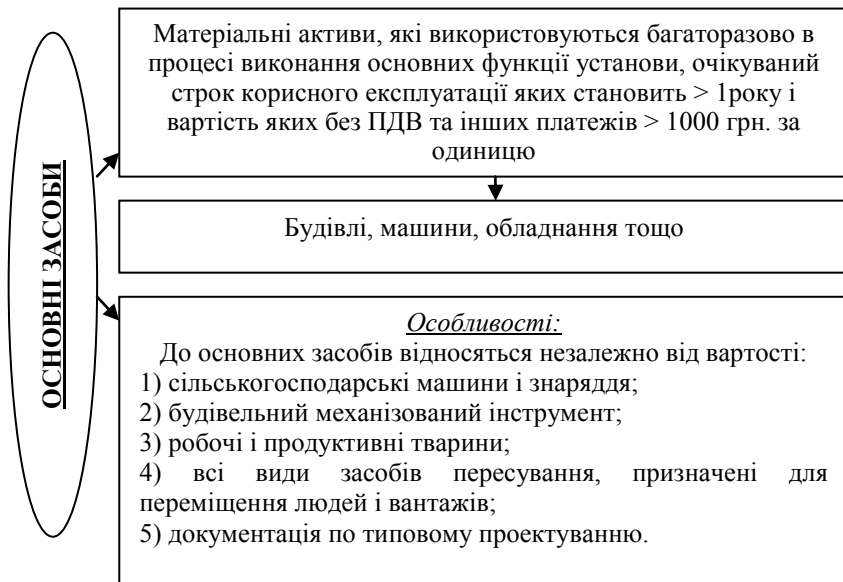 ОСНОВНІ ЗАСОБИ
Матеріальні активи, які використовуються багаторазово в
процесі виконання основних функції установи, очікуваний
строк корисного експлуатації яких становить > 1року і
вартість яких без ПДВ та інших платежів > 1000 грн. за
одиницю
Будівлі, машини, обладнання тощо
Особливості:
До основних засобів відносяться незалежно від вартості:
1) сільськогосподарські машини і знаряддя;
2) будівельний механізований інструмент;
3) робочі і продуктивні тварини;
4) всі види засобів пересування, призначені для
переміщення людей і вантажів;
5) документація по типовому проектуванню.